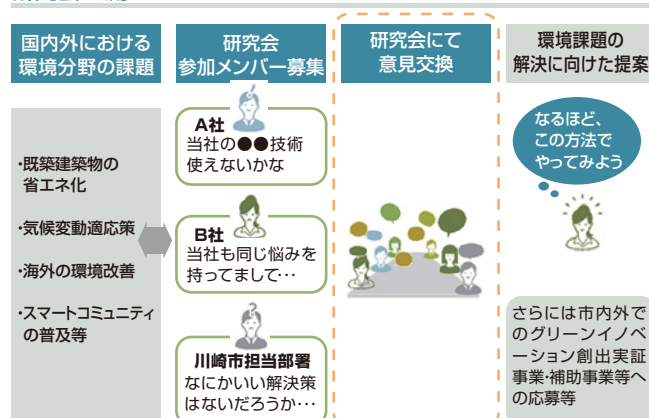 国内外における
環境分野の課題
研究会
参加メンバー募集
研究会にて
意見交換
環境課題の
解決に向けた提案
・既築建築物の
省エネ化
・気候変動適応策
・海外の環境改善
・スマートコミュニティ
の普及等
A社
当社の●●技術
使えないかな
B社
当社も同じ悩みを
持ってまして…
川崎市担当部署
なにかいい解決策
はないだろうか…
なるほど、
この方法で
やってみよう
さらには市内外で
のグリーンイノベ
ーション創出実証
事業・補助事業等へ
の応募等